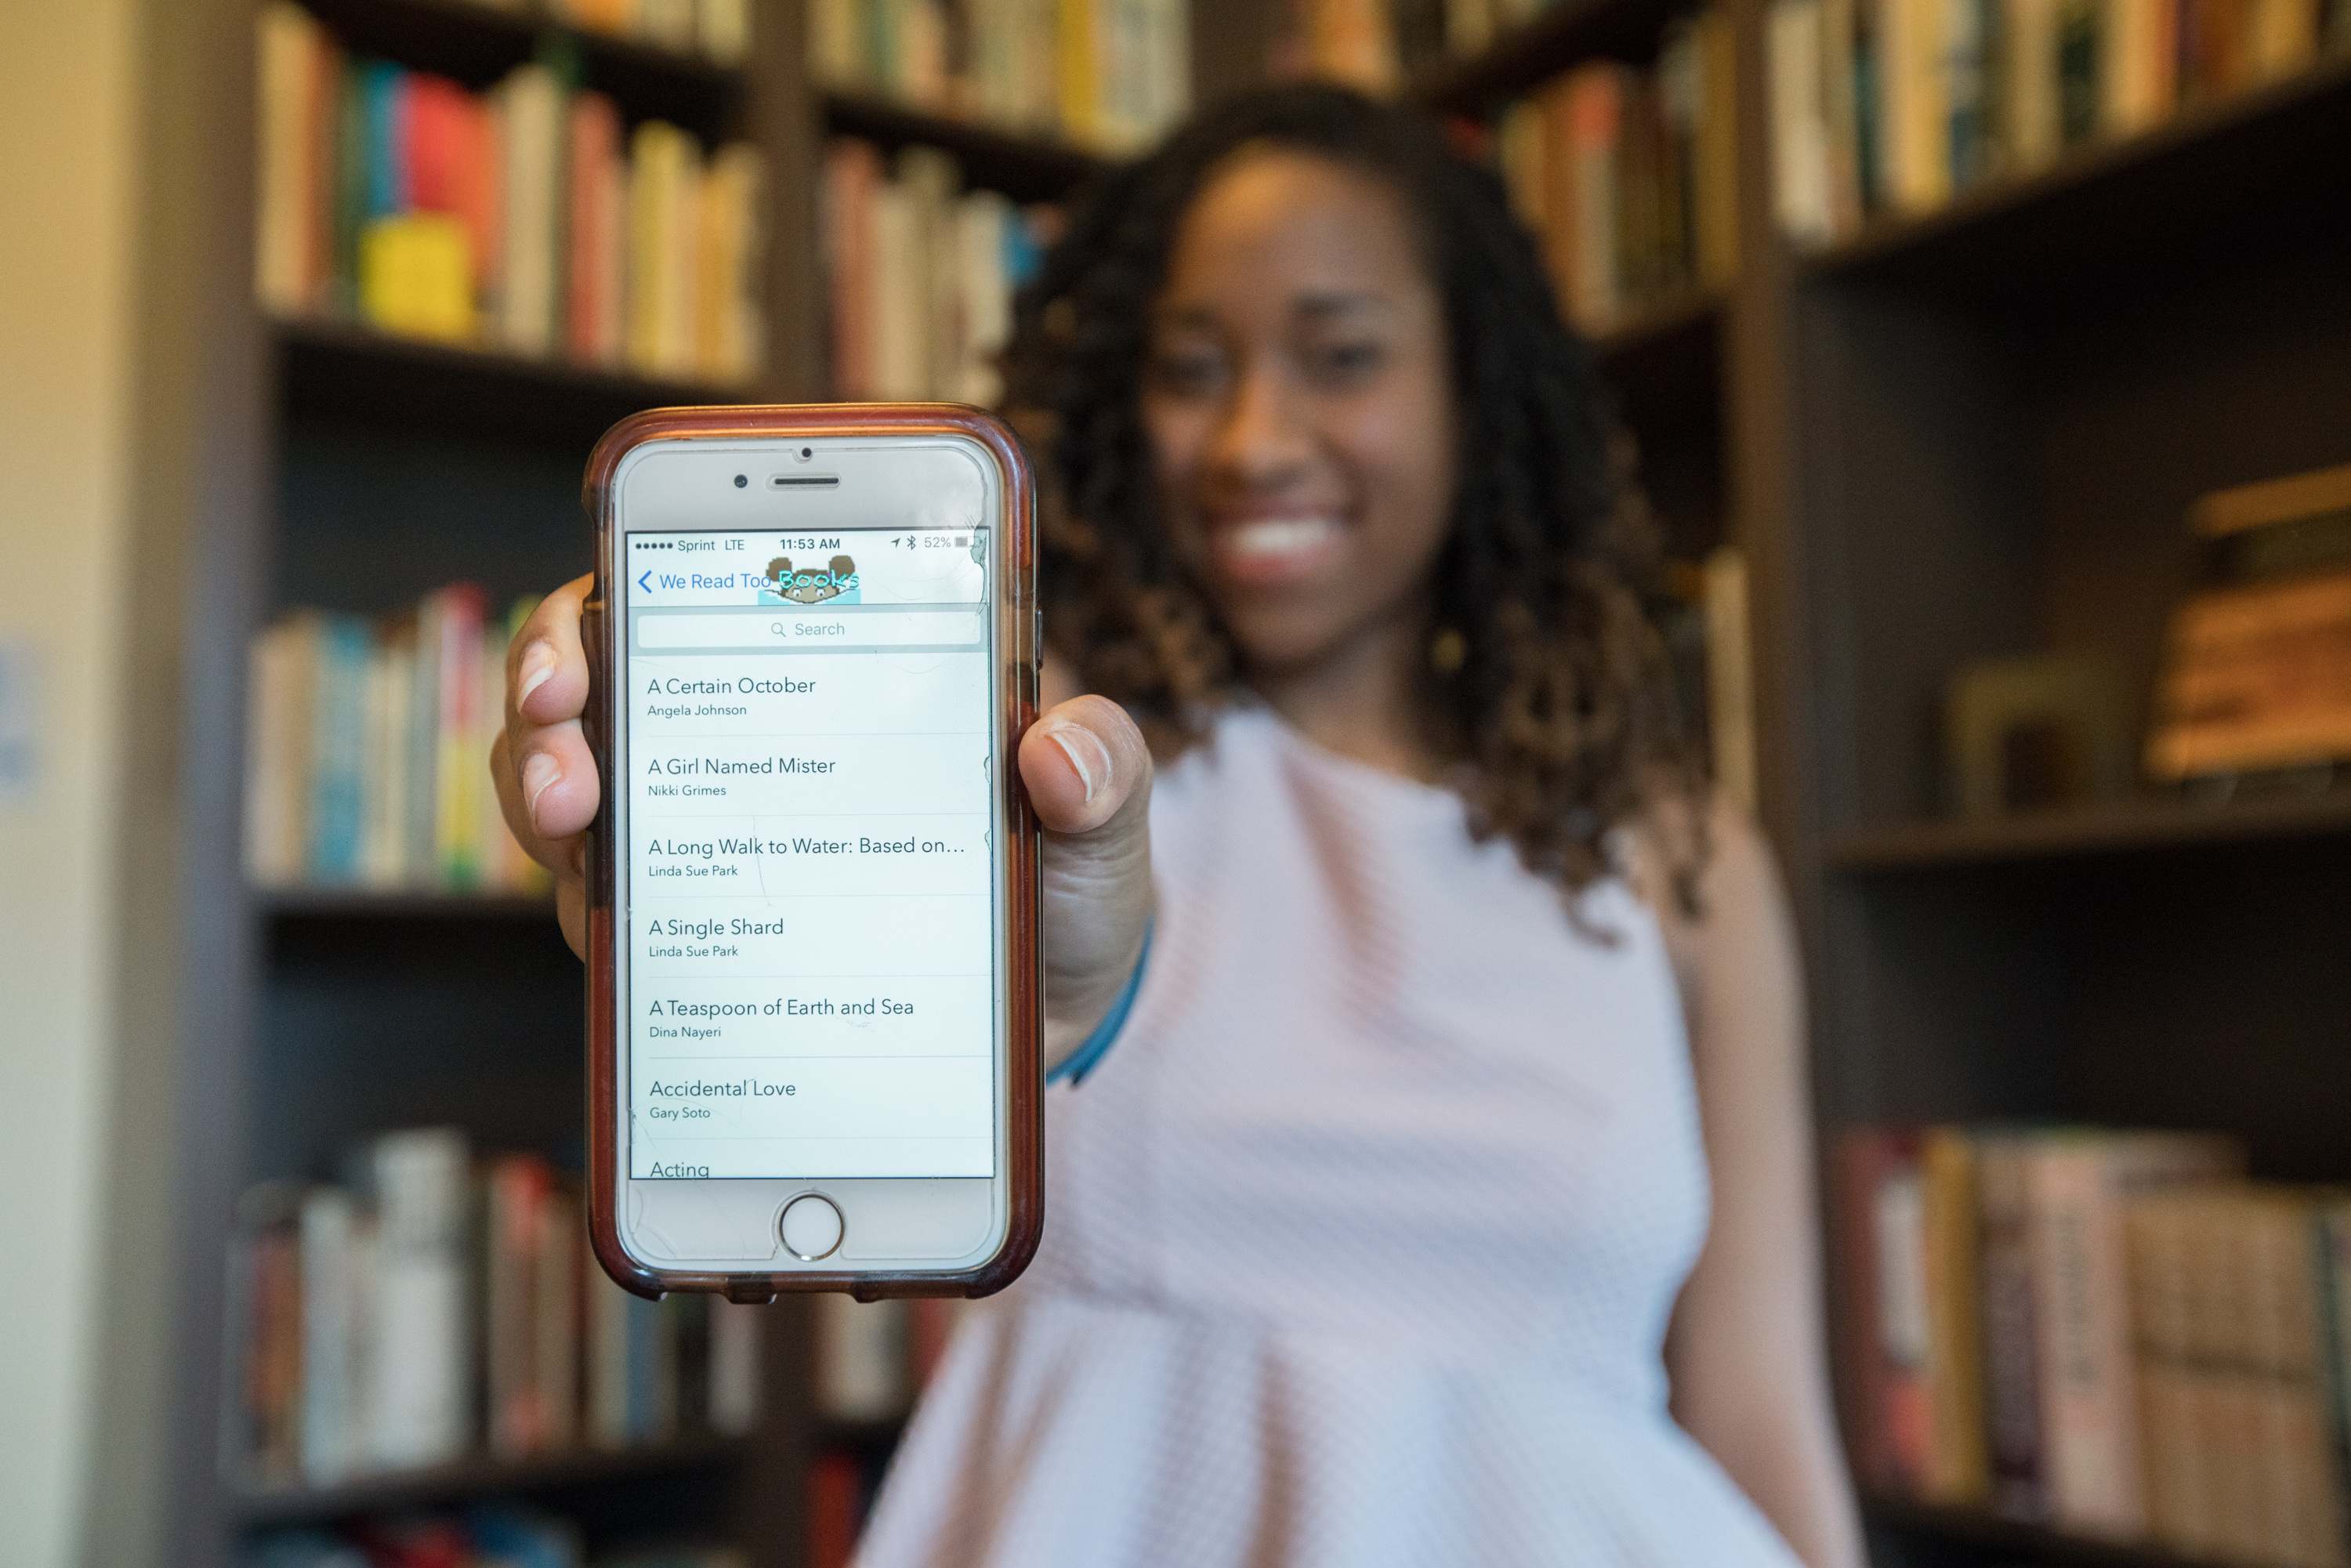 Sprint LTE 11:53 AM 52%
We Read Too Books
Search
A Certain October
Angela Johnson
A Girl Named Mister
Nikki Grimes
A Long Walk to Water: Based on...
Linda Sue Park
A Single Shard
Linda Sue Park
A Teaspoon of Earth and Sea
Dina Nayeri
Accidental Love
Gary Soto
Acting